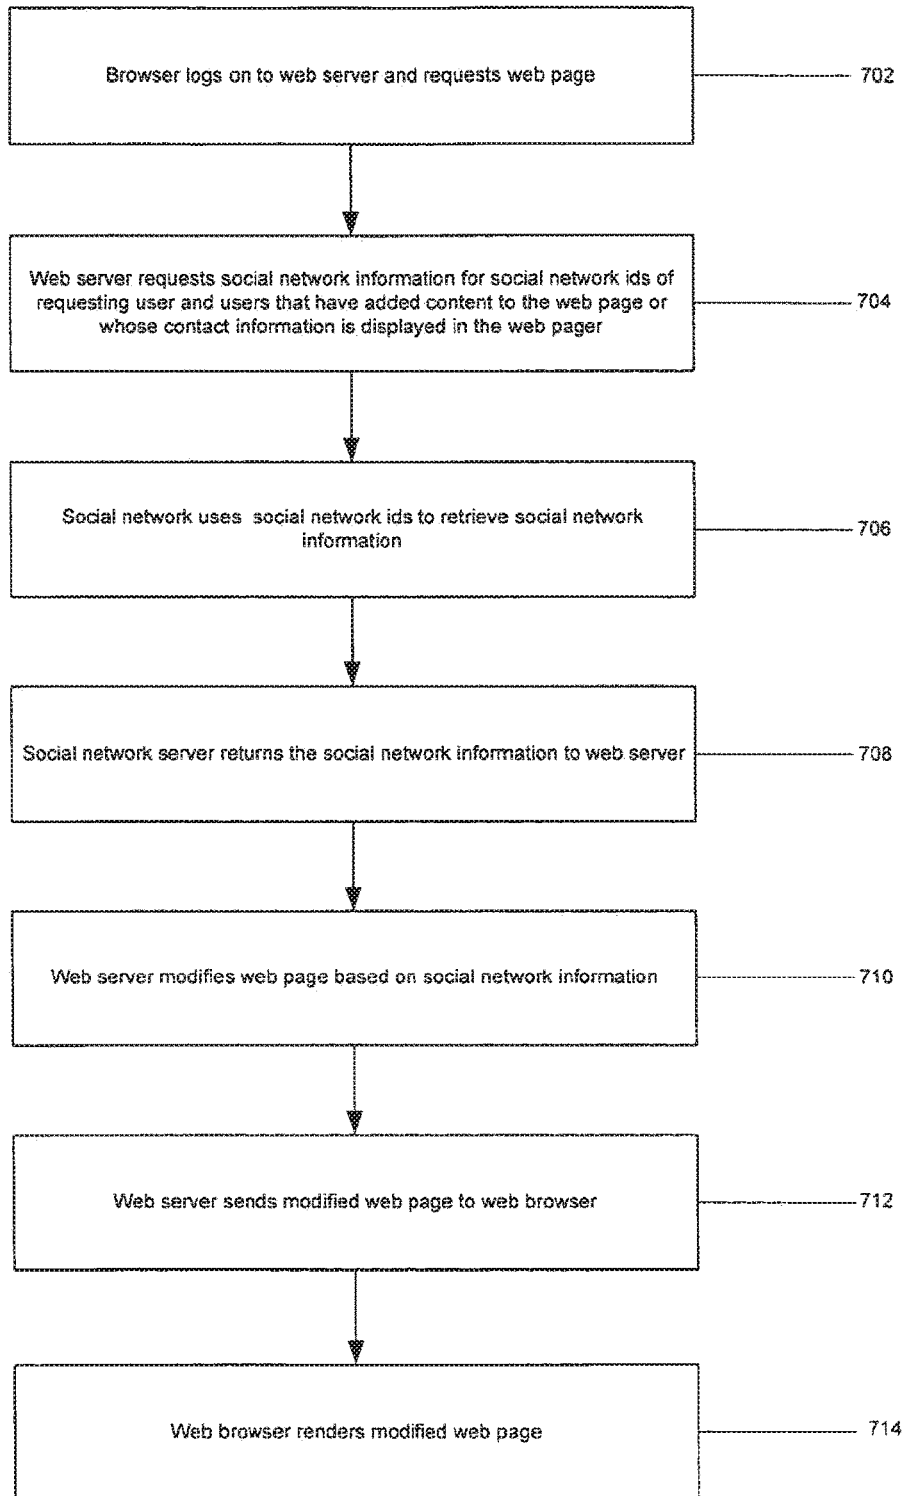 Browser logs on to web server and requests web page
702
Web server requests social network information for social network ids of
requesting user and users that have added content to the web page or
whose contact information is displayed in the web pager
704
Social network uses social network ids to retrieve social network
information
706
Social network server returns the social network information to web server
708
Web server modifies web page based on social network information
710
Web server sends modified web page to web browser
712
Web browser renders modified web page
714